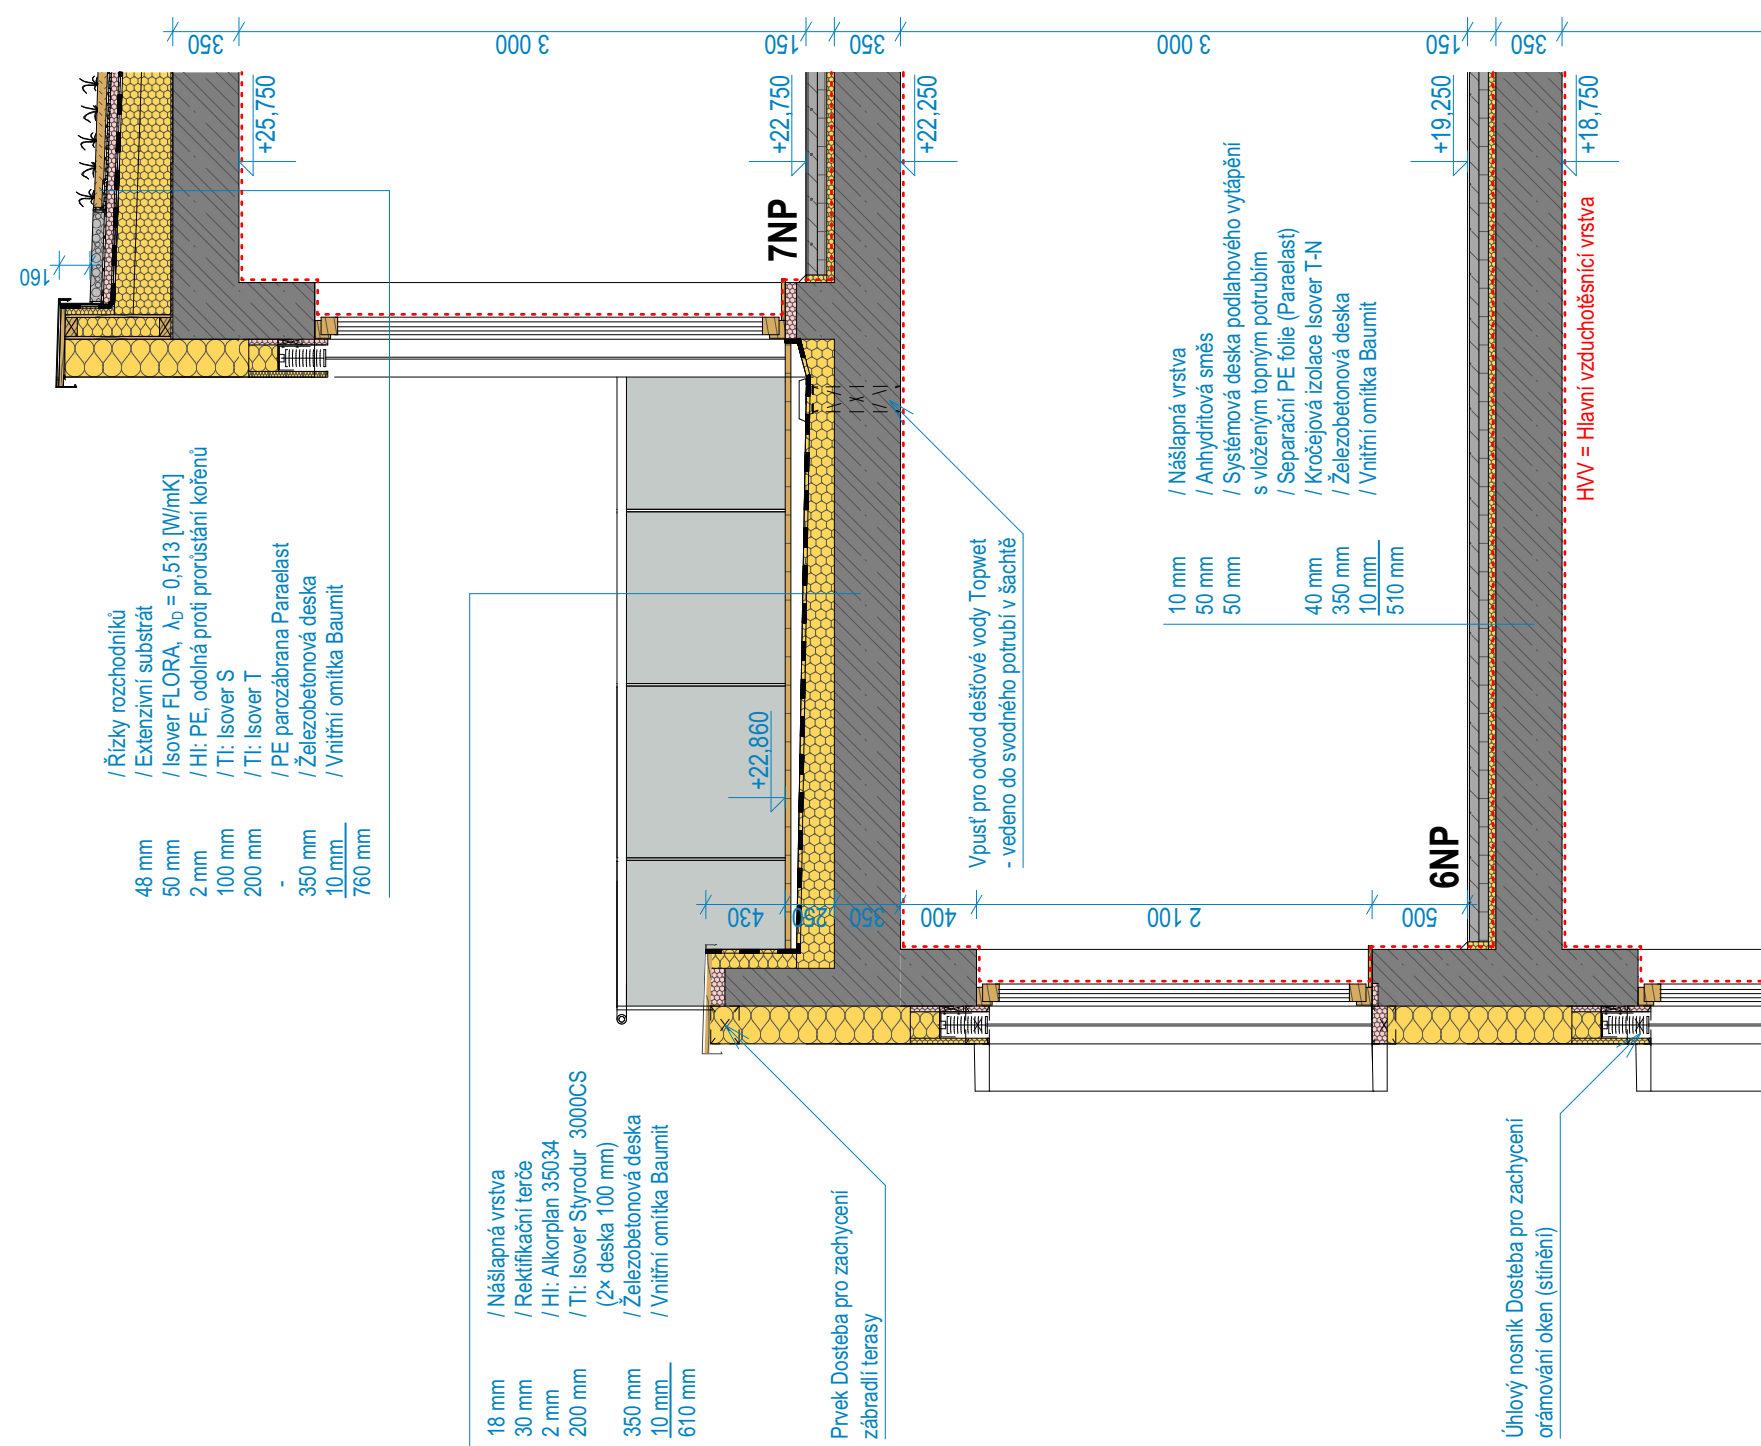 350
3 000
150
350
3 000
150
350
160
+25,750
+22,750
+22,250
+19,250
+18,750
7NP
6NP
+22,860
48 mm / Řízky rozchodníků
50 mm / Extenzivní substrát
2 mm / Isover FLORA, λD = 0,513 [W/mK]
100 mm / HI: PE, odolná proti prorůstání kořenů
200 mm / TI: Isover S
- / TI: Isover T
350 mm / PE parozábrana Paraelast
10 mm / Železobetonová deska
760 mm / Vnitřní omítka Baumit
18 mm / Nášlapná vrstva
30 mm / Rektifikační terče
2 mm / HI: Alkorplan 35034
200 mm / TI: Isover Styrodur 3000CS
(2× deska 100 mm)
350 mm / Železobetonová deska
10 mm / Vnitřní omítka Baumit
610 mm
10 mm / Nášlapná vrstva
50 mm / Anhydritová směs
50 mm / Systémová deska podlahového vytápění
s vloženým topným potrubím
/ Separační PE folie (Paraelast)
40 mm / Kročejová izolace Isover T-N
350 mm / Železobetonová deska
10 mm / Vnitřní omítka Baumit
510 mm
HVV = Hlavní vzduchotěsnící vrstva
Vpusť pro odvod dešťové vody Topwet
- vedeno do svodného potrubí v šachtě
430
250
350
400
2 100
500
Prvek Dosteba pro zachycení
zábradlí terasy
Úhlový nosník Dosteba pro zachycení
orámování oken (stínění)